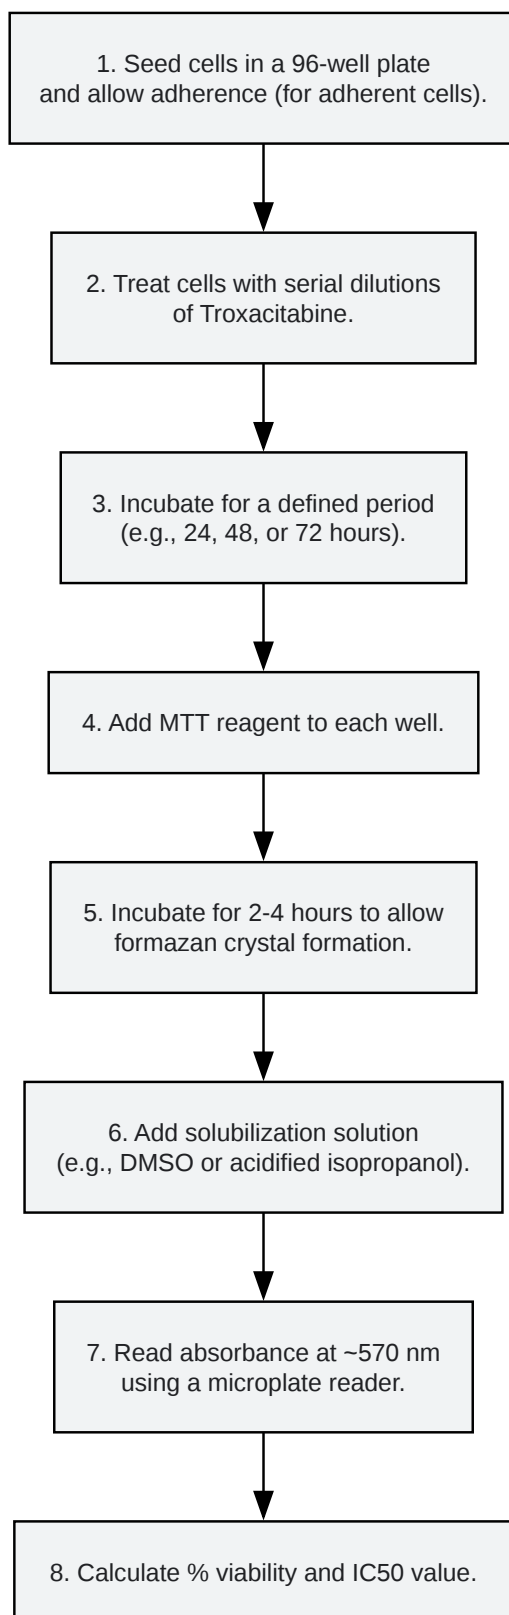 1. Seed cells in a 96-well plate
and allow adherence (for adherent cells).
2. Treat cells with serial dilutions
of Troxacitabine.
3. Incubate for a defined period
(e.g., 24, 48, or 72 hours).
4. Add MTT reagent to each well.
5. Incubate for 2-4 hours to allow
formazan crystal formation.
6. Add solubilization solution
(e.g., DMSO or acidified isopropanol).
7. Read absorbance at ~570 nm
using a microplate reader.
8. Calculate % viability and IC50 value.